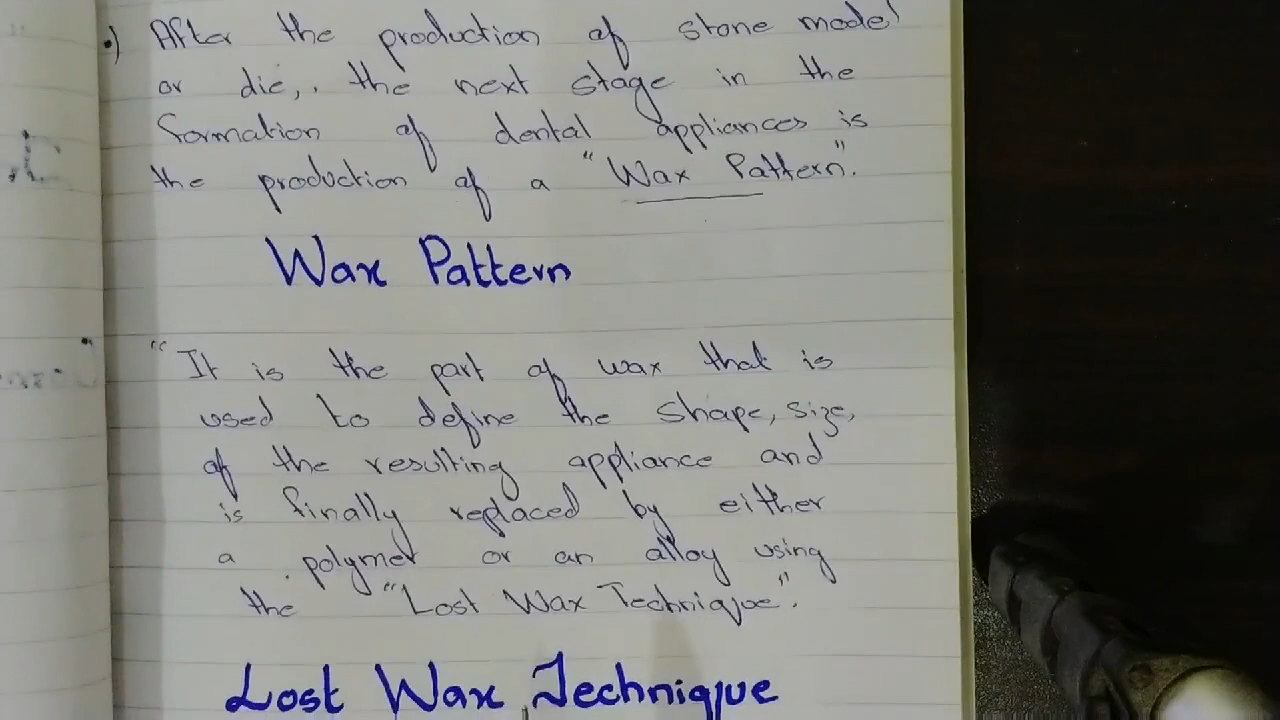 •) After the production of stone model
or die, . the next stage in the
formation of dental appliances is
the production of a "Wax Pattern".
Wax Pattern
"It is the part of wax that is
used to define the shape, size,
of the resulting appliance and
is finally replaced by either
a polymer or an alloy using
the "Lost Wax Technique".
Lost Wax Technique